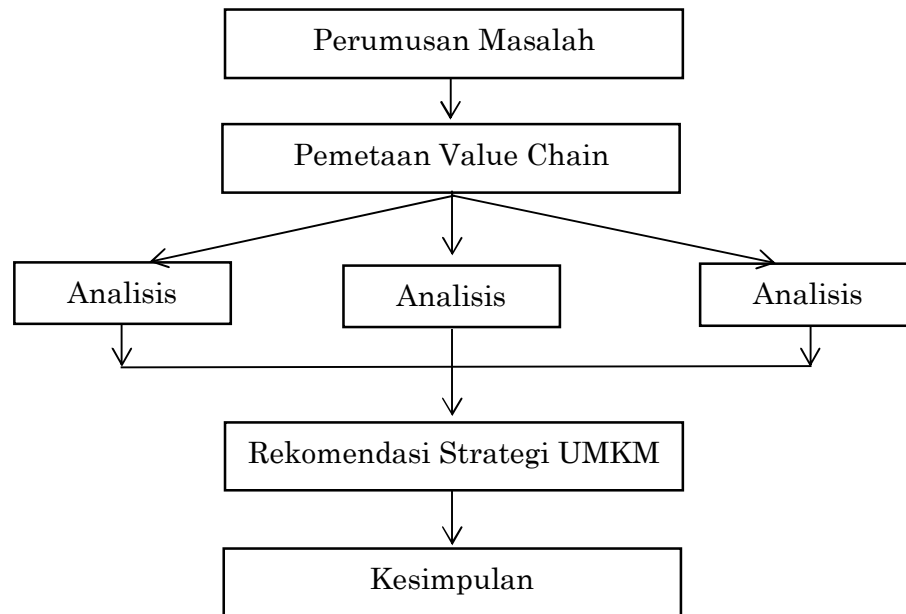 Perumusan Masalah
Pemetaan Value Chain
Analisis
Analisis
Analisis
Rekomendasi Strategi UMKM
Kesimpulan